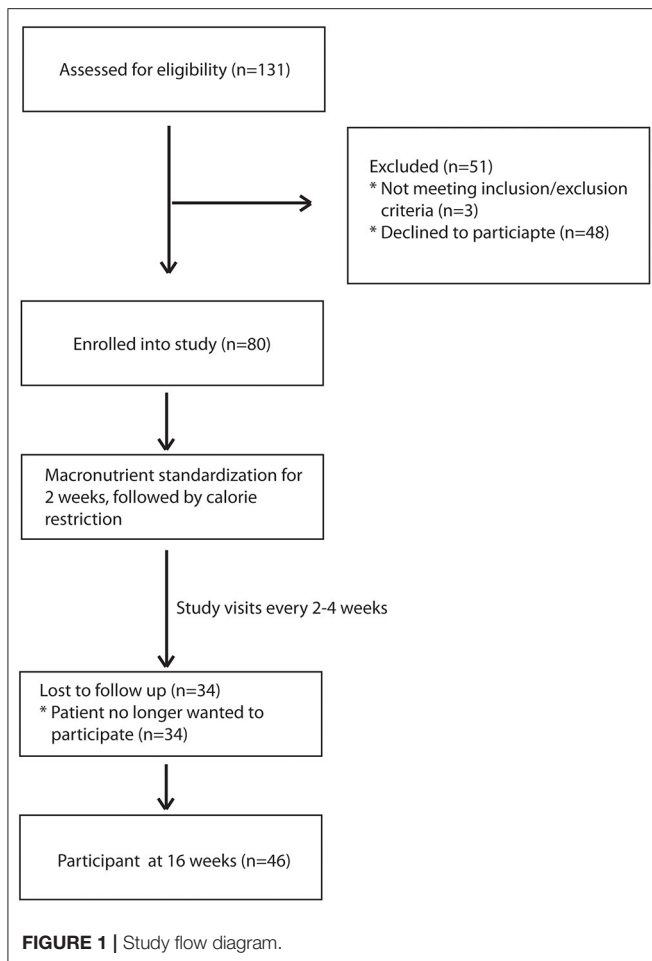 Assessed for eligibility (n=131)
Excluded (n=51)
* Not meeting inclusion/exclusion
criteria (n=3)
* Declined to particiapte (n=48)
Enrolled into study (n=80)
Macronutrient standardization for
2 weeks, followed by calorie
restriction
Study visits every 2-4 weeks
Lost to follow up (n=34)
* Patient no longer wanted to
participate (n=34)
Participant at 16 weeks (n=46)
FIGURE 1 | Study flow diagram.